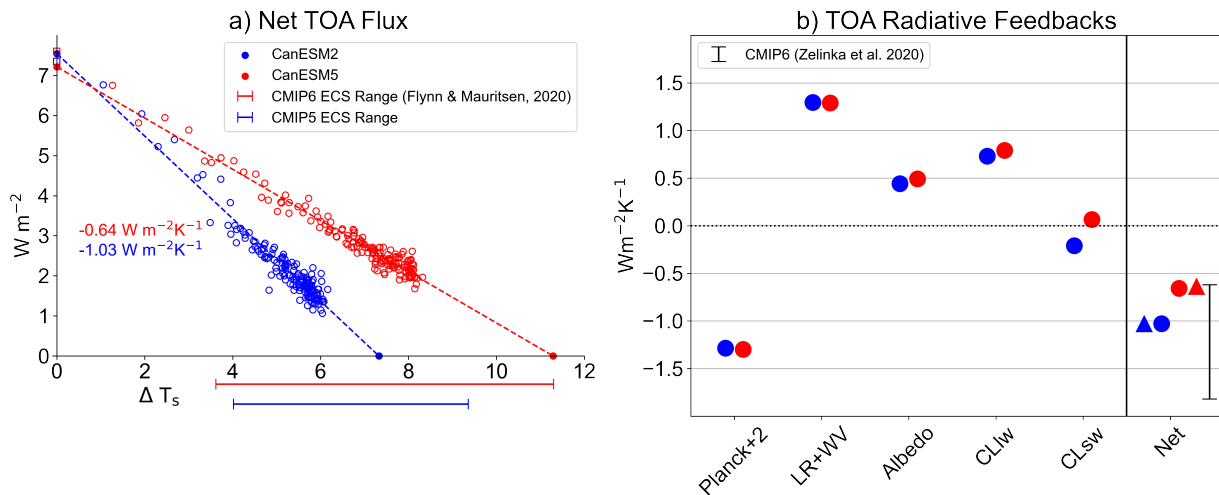 a) Net TOA Flux
CanESM2
CanESM5
CMIP6 ECS Range (Flynn & Mauritsen, 2020)
CMIP5 ECS Range
W m⁻²
7
6
5
4
3
2
1
0
-0.64 W m⁻²K⁻¹
-1.03 W m⁻²K⁻¹
0 2 4 6 8 10 12
Δ Tₛ
b) TOA Radiative Feedbacks
CMIP6 (Zelinka et al. 2020)
Wm⁻²K⁻¹
1.5
1.0
0.5
0.0
−0.5
−1.0
−1.5
Planck+2
LR+WV
Albedo
CLlw
CLsw
Net